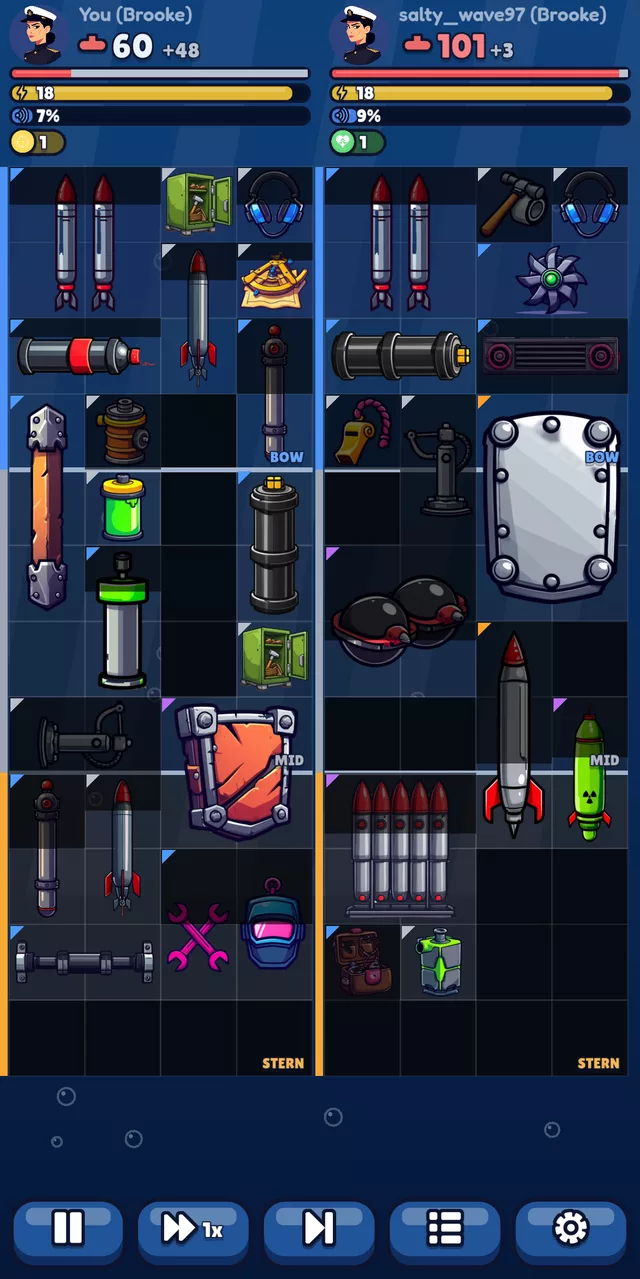 You (Brooke)
60 +48
18
7%
1
BOW
MID
STERN
salty_wave97 (Brooke)
101 +3
18
9%
1
BOW
MID
STERN
1x